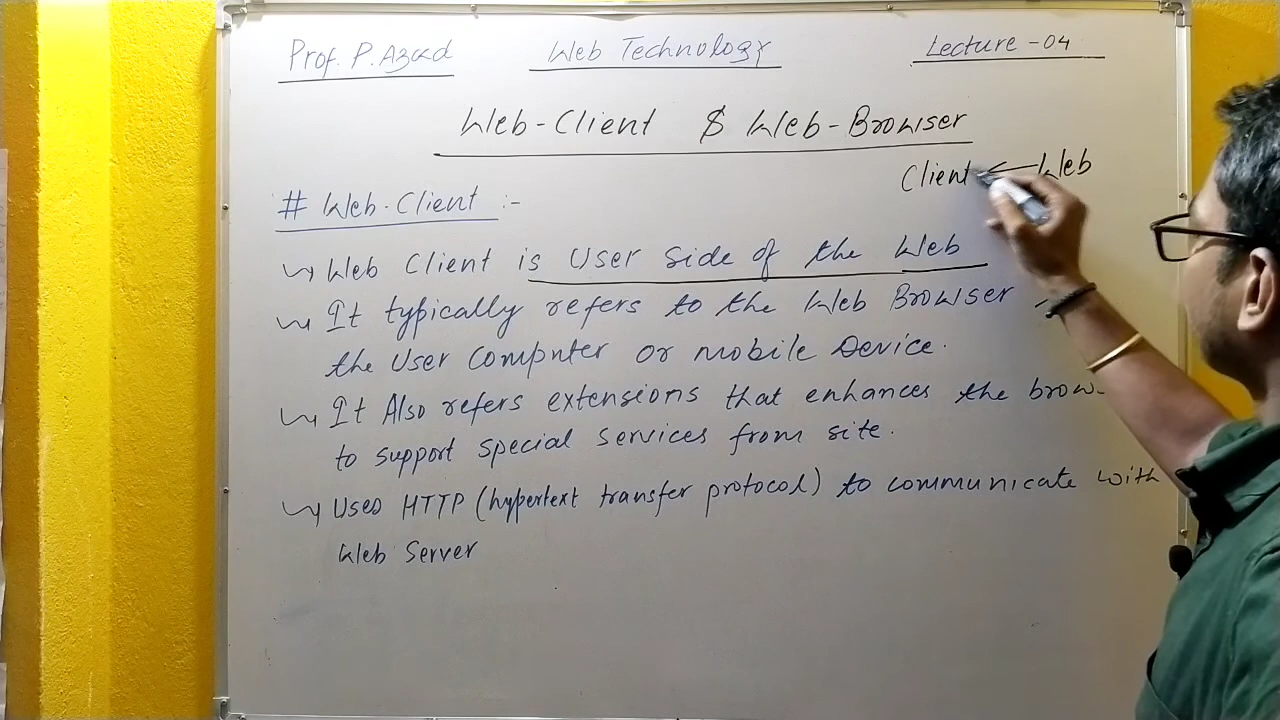 Prof. P. Azad Web Technology Lecture - 04
Web-Client & Web-Browser
Client ← Web
# Web-Client :-
Web Client is User side of the Web
It typically refers to the Web Browser
the User Computer or mobile Device.
It Also refers extensions that enhances the
to support special services from site.
Used HTTP (hypertext transfer protocol) to communicate with
Web Server